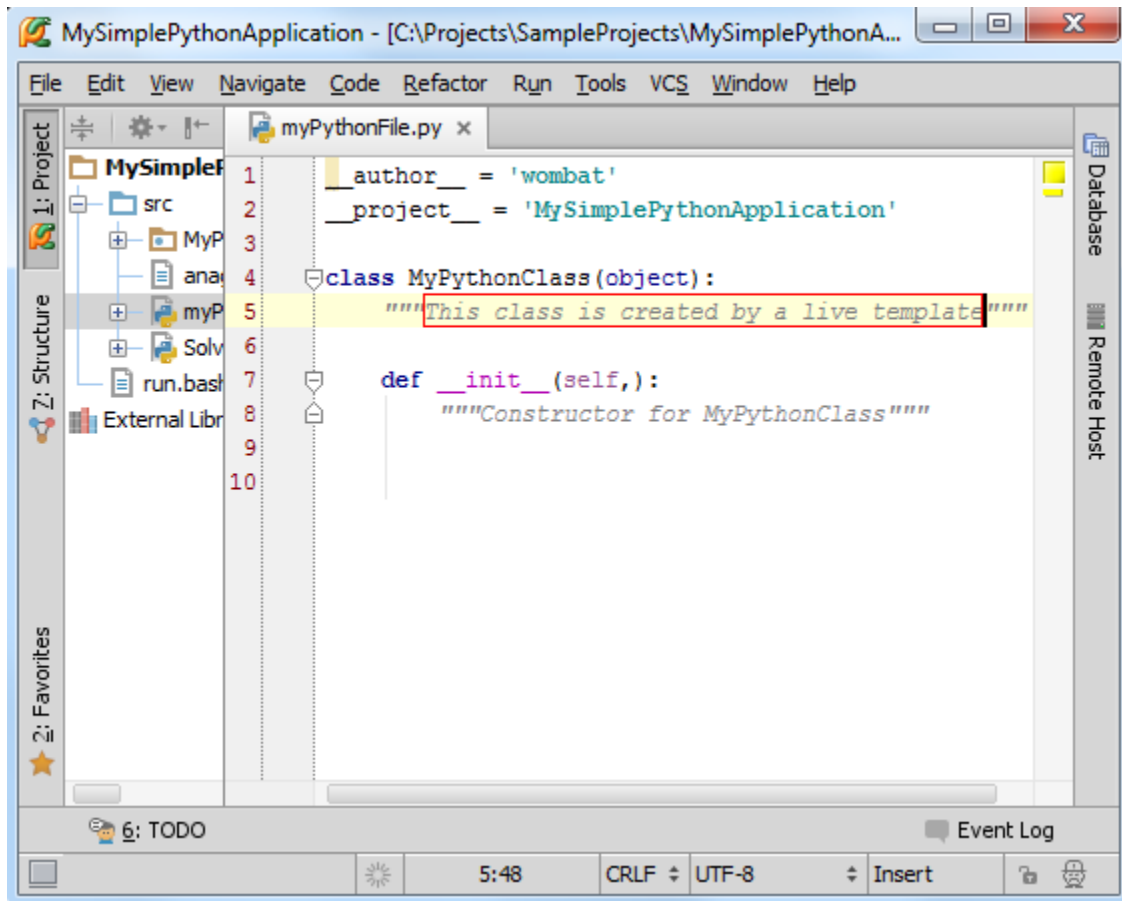 MySimplePythonApplication - [C:\Projects\SampleProjects\MySimplePythonA...
File Edit View Navigate Code Refactor Run Tools VCS Window Help
1: Project
Z: Structure
2: Favorites
MySimpleP
src
MyP
anag
myP
Solv
run.bash
External Libr
myPythonFile.py ×
1 __author__ = 'wombat'
2 __project__ = 'MySimplePythonApplication'
3
4 class MyPythonClass(object):
5 """This class is created by a live template"""
6
7 def __init__(self,):
8 """Constructor for MyPythonClass"""
9
10
Database
Remote Host
6: TODO Event Log
5:48 CRLF UTF-8 Insert